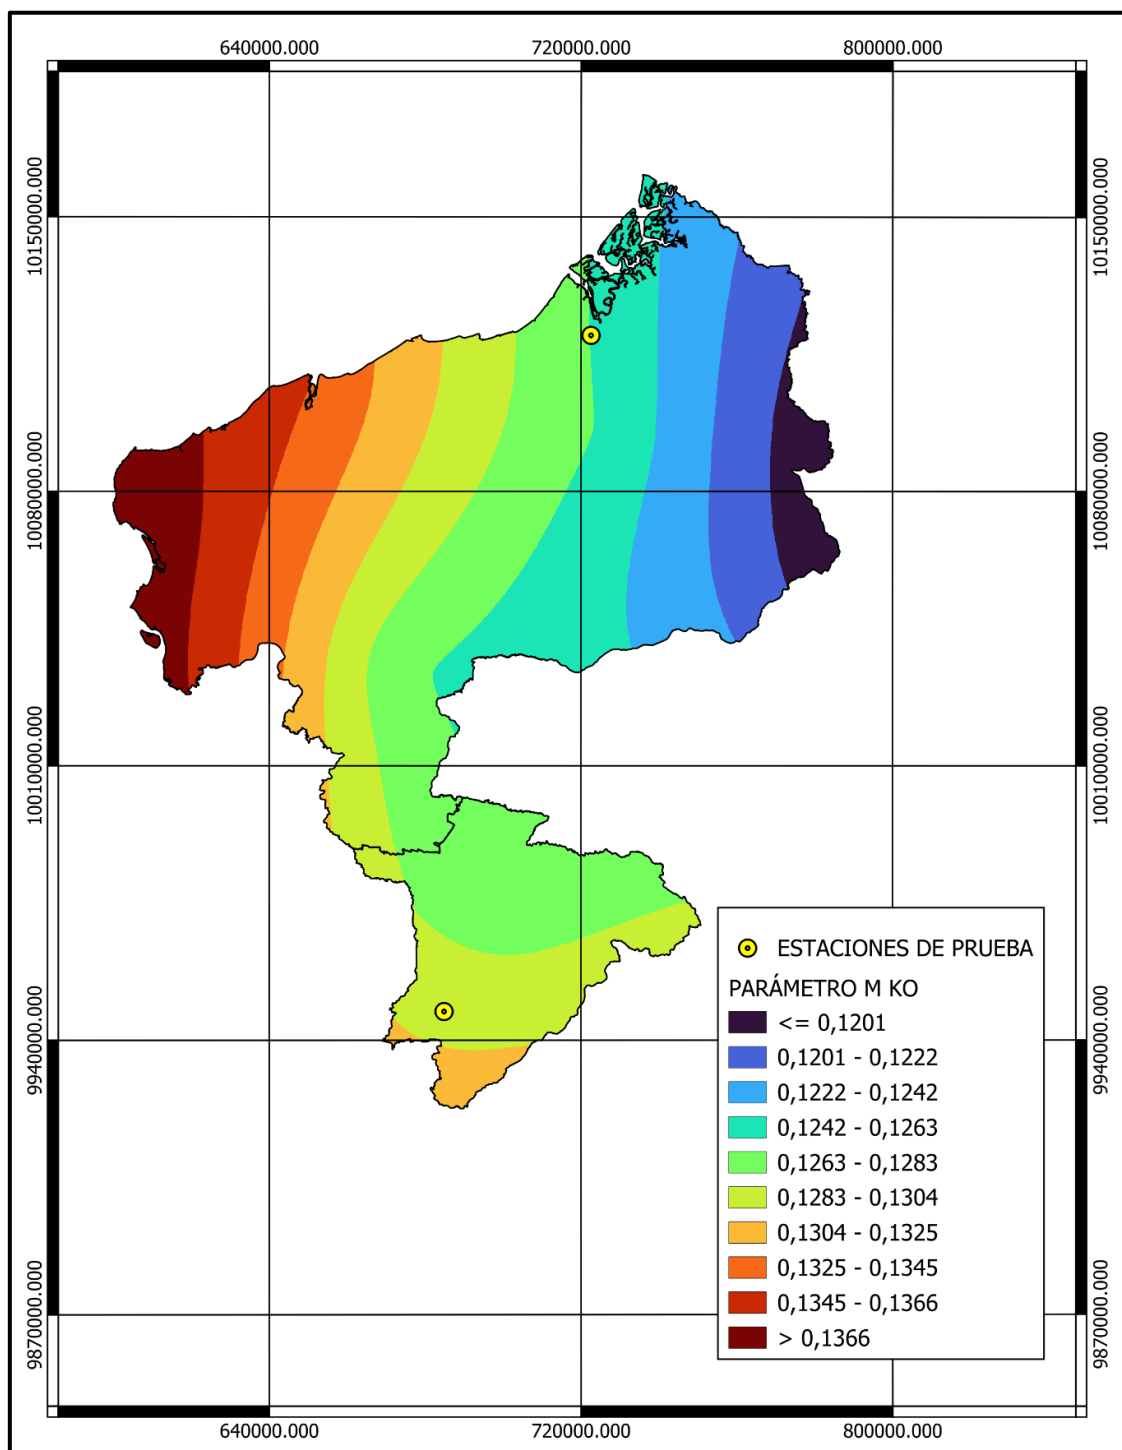 640000.000 720000.000 800000.000
10150000.000 10150000.000
10080000.000 10080000.000
10010000.000 10010000.000
9940000.000 9940000.000
9870000.000 9870000.000
ESTACIONES DE PRUEBA
PARÁMETRO M KO
<= 0,1201
0,1201 - 0,1222
0,1222 - 0,1242
0,1242 - 0,1263
0,1263 - 0,1283
0,1283 - 0,1304
0,1304 - 0,1325
0,1325 - 0,1345
0,1345 - 0,1366
> 0,1366
640000.000 720000.000 800000.000